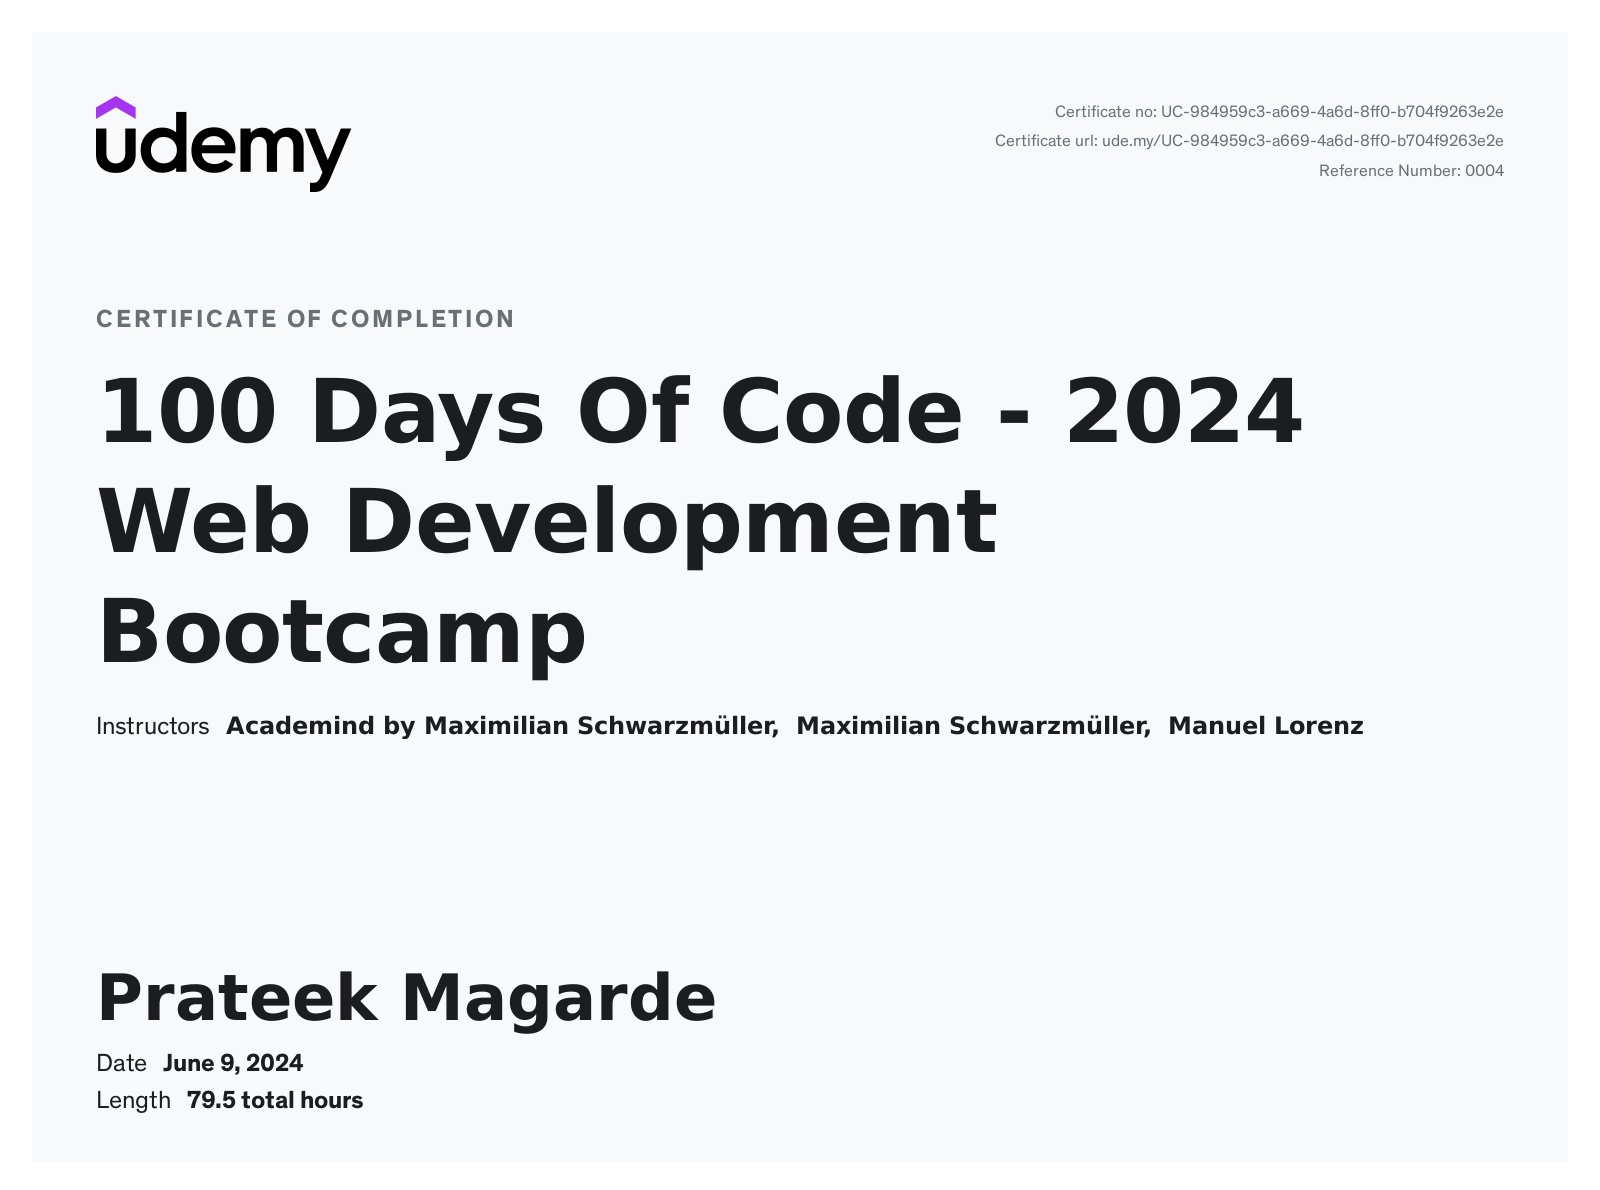 udemy
Certificate no: UC-984959c3-a669-4a6d-8ff0-b704f9263e2e
Certificate url: ude.my/UC-984959c3-a669-4a6d-8ff0-b704f9263e2e
Reference Number: 0004
CERTIFICATE OF COMPLETION
100 Days Of Code - 2024
Web Development
Bootcamp
Instructors Academind by Maximilian Schwarzmüller, Maximilian Schwarzmüller, Manuel Lorenz
Prateek Magarde
Date June 9, 2024
Length 79.5 total hours